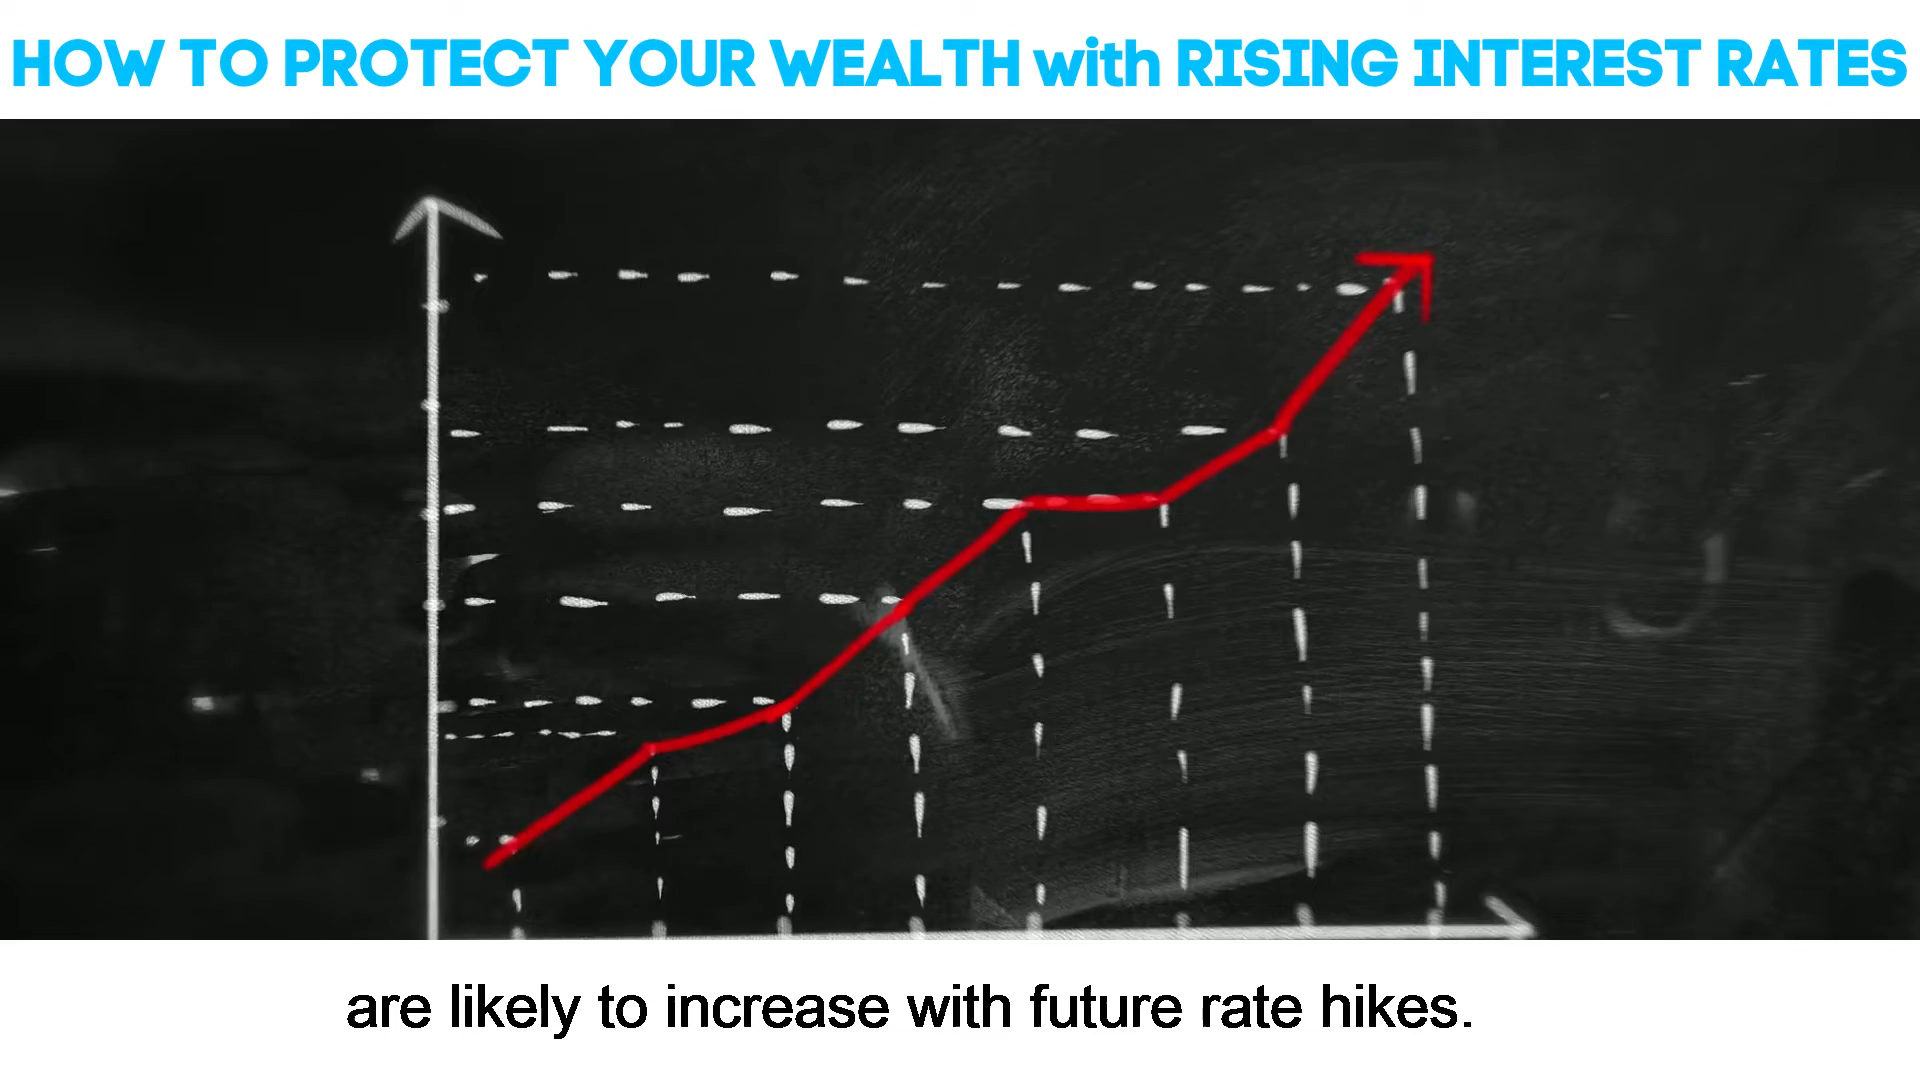 HOW TO PROTECT YOUR WEALTH with RISING INTEREST RATES
are likely to increase with future rate hikes.